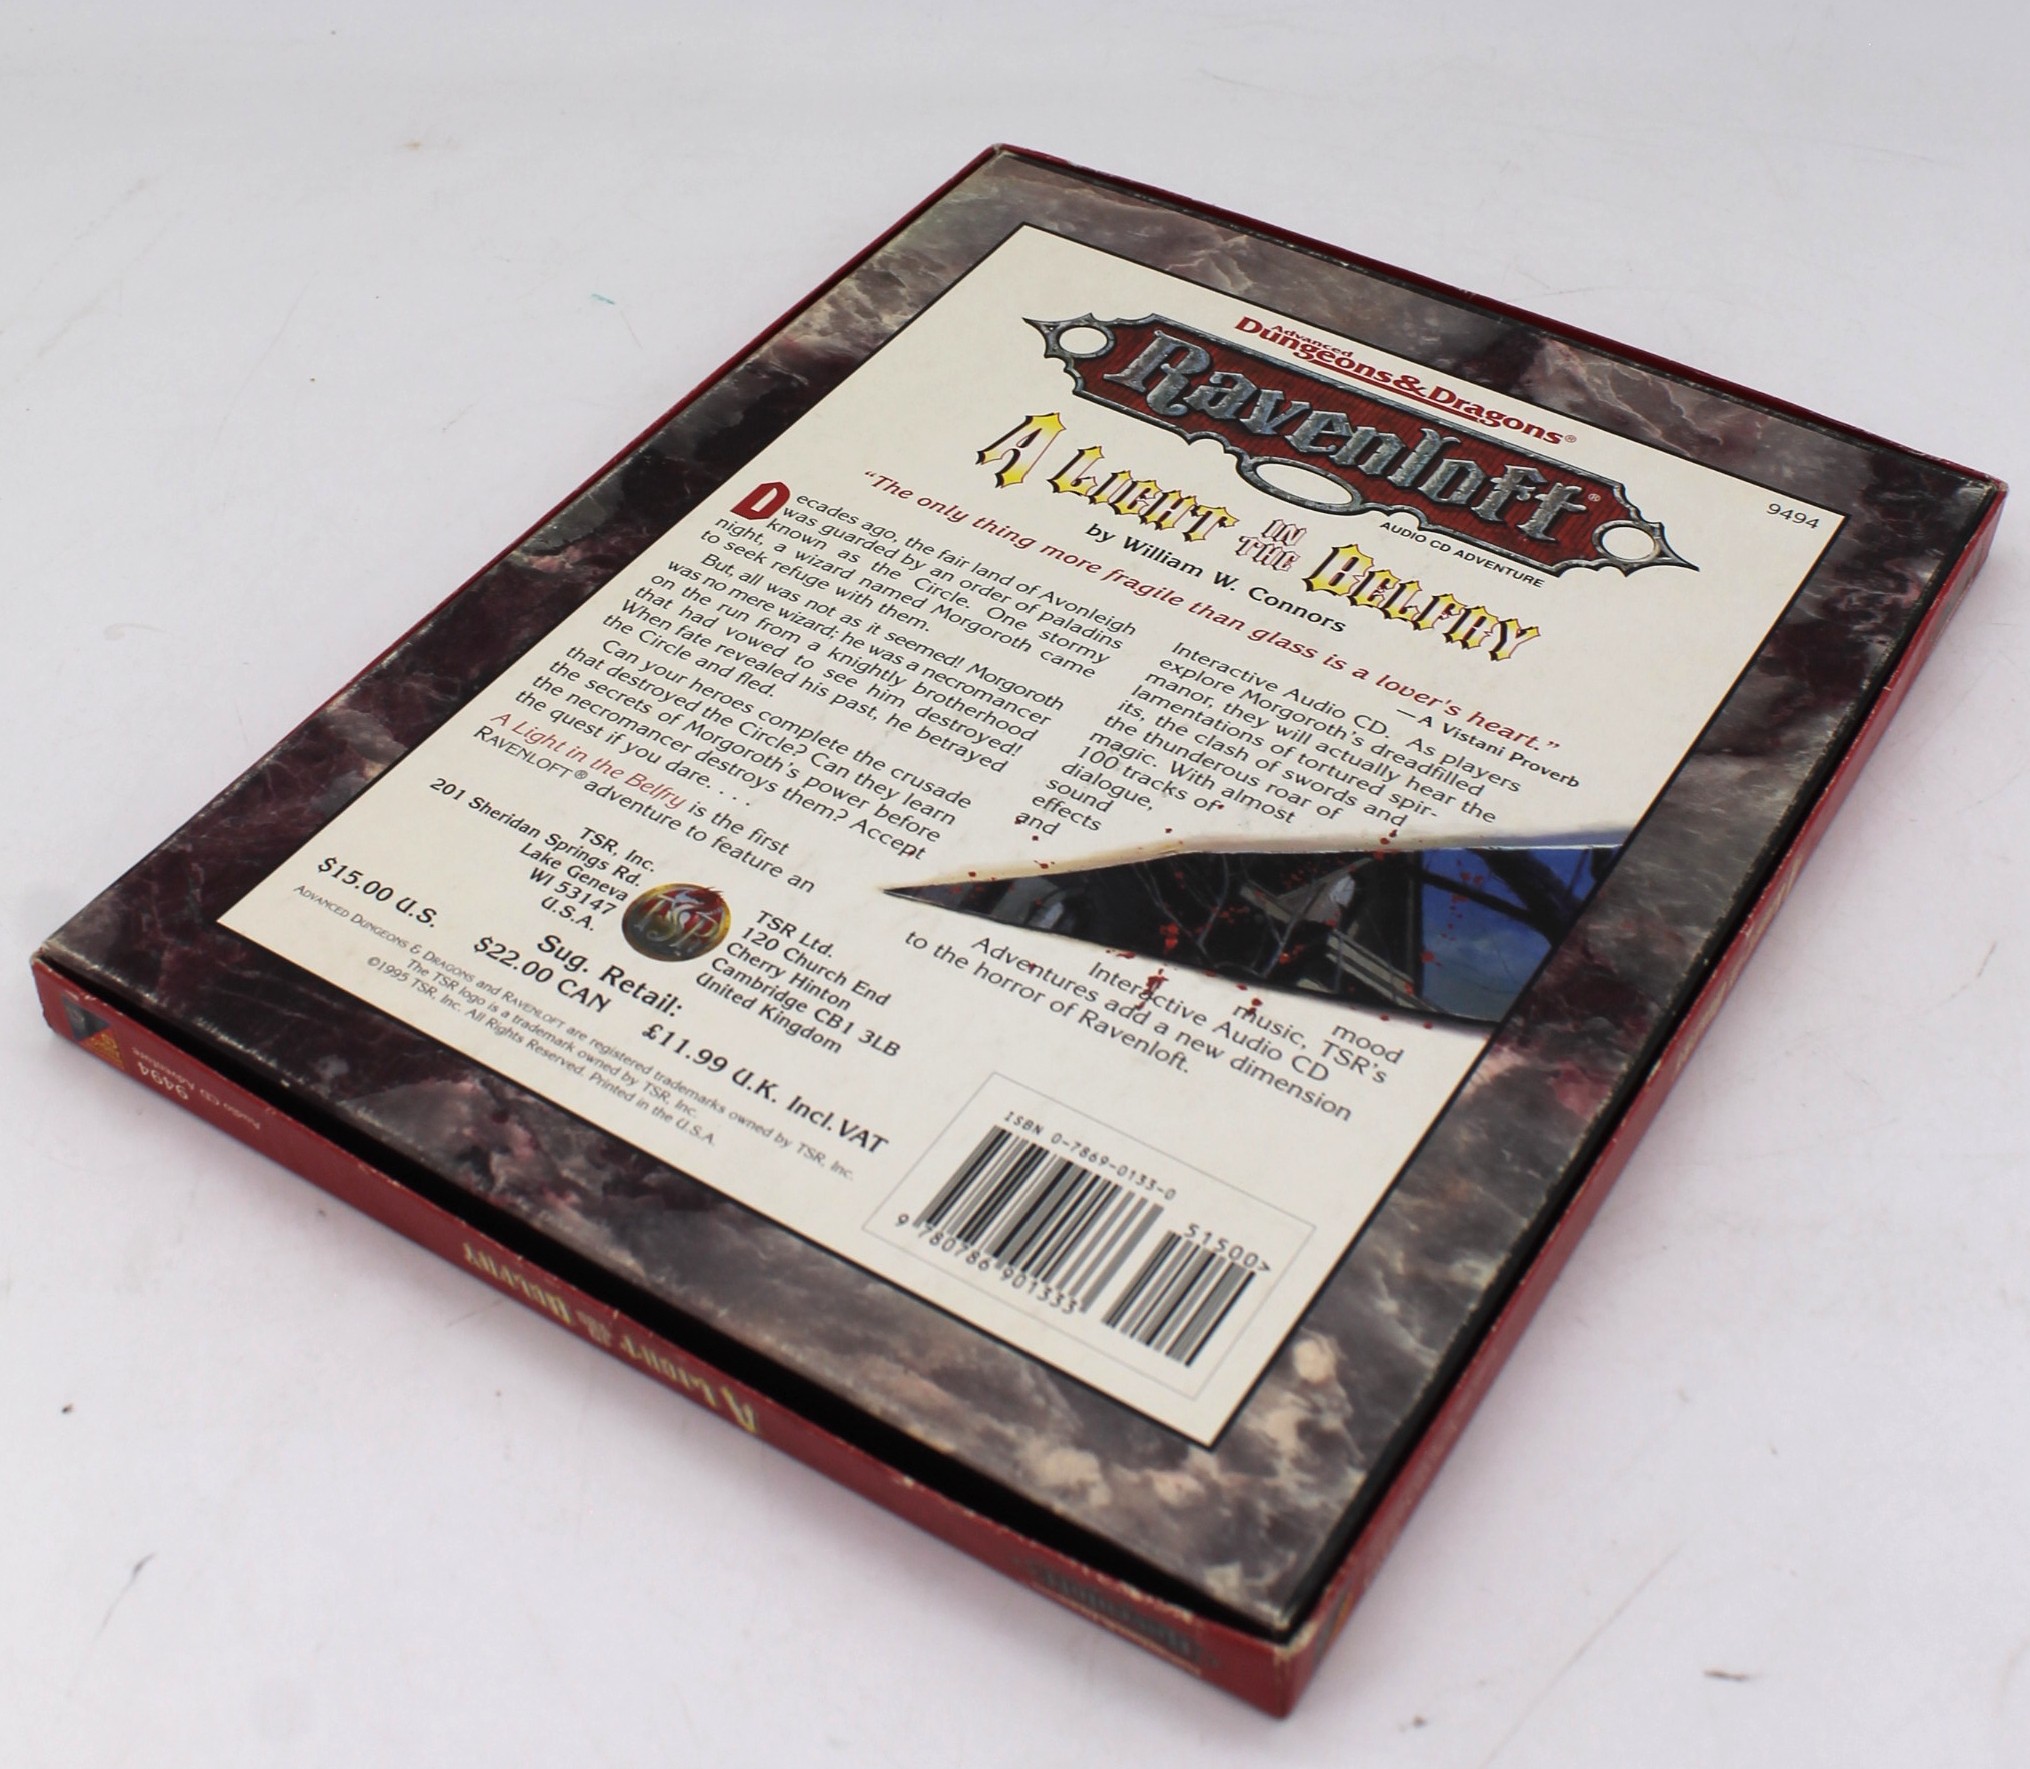 Advanced
Dungeons & Dragons®
Ravenloft®
AUDIO CD ADVENTURE
9494
A LIGHT IN THE BELFRY
by William W. Connors
"The only thing more fragile than glass is a lover's heart."
—A Vistani Proverb
Decades ago, the fair land of Avonleigh
was guarded by an order of paladins
known as the Circle. One stormy
night, a wizard named Morgoroth came
to seek refuge with them.
But, all was not as it seemed! Morgoroth
was no mere wizard; he was a necromancer
on the run from a knightly brotherhood
that had vowed to see him destroyed!
When fate revealed his past, he betrayed
the Circle and fled.
Can your heroes complete the crusade
that destroyed the Circle? Can they learn
the secrets of Morgoroth's power before
the necromancer destroys them? Accept
the quest if you dare. . . .
A Light in the Belfry is the first
RAVENLOFT® adventure to feature an
Interactive Audio CD. As players
explore Morgoroth's dreadfilled
manor, they will actually hear the
lamentations of tortured spir-
its, the clash of swords and
the thunderous roar of
magic. With almost
100 tracks of
dialogue,
sound
effects
and
mood
music, TSR's
Interactive Audio CD
Adventures add a new dimension
to the horror of Ravenloft.
TSR, Inc.
201 Sheridan Springs Rd.
Lake Geneva
WI 53147
U.S.A.
TSR
TSR Ltd.
120 Church End
Cherry Hinton
Cambridge CB1 3LB
United Kingdom
Sug. Retail:
$15.00 U.S. $22.00 CAN £11.99 U.K. Incl. VAT
ADVANCED DUNGEONS & DRAGONS and RAVENLOFT are registered trademarks owned by TSR, Inc.
The TSR logo is a trademark owned by TSR, Inc.
©1995 TSR, Inc. All Rights Reserved. Printed in the U.S.A.
ISBN 0-7869-0133-0
51500>
9 780786 901333
9494
Audio CD Adventure
A LIGHT IN THE BELFRY
Ravenloft